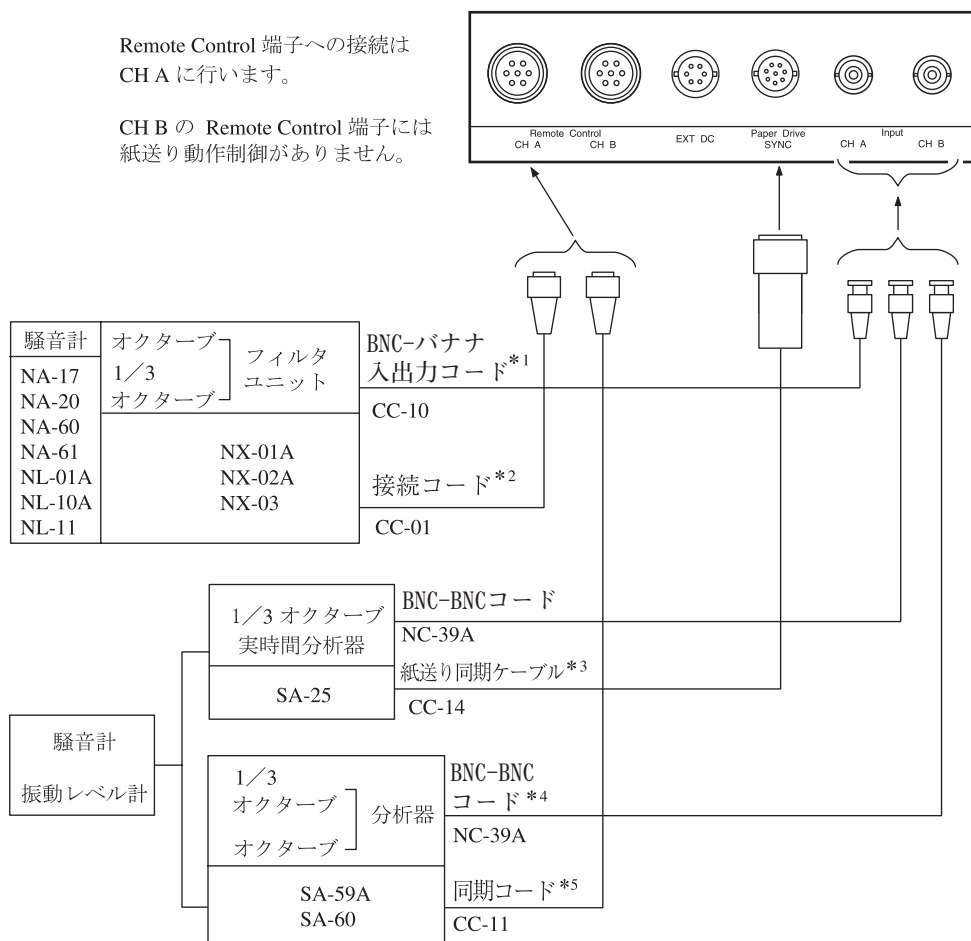 Remote Control 端子への接続は
CH A に行います。
CH B の Remote Control 端子には
紙送り動作制御がありません。
Remote Control
CH A
CH B
EXT DC
Paper Drive
SYNC
Input
CH A
CH B
騒音計
NA-17
NA-20
NA-60
NA-61
NL-01A
NL-10A
NL-11
オクターブ
1／3
オクターブ
フィルタ
ユニット
NX-01A
NX-02A
NX-03
BNC-バナナ
入出力コード*1
CC-10
接続コード*2
CC-01
1／3 オクターブ
実時間分析器
SA-25
BNC-BNCコード
NC-39A
紙送り同期ケーブル*3
CC-14
騒音計
振動レベル計
1／3
オクターブ
オクターブ
分析器
SA-59A
SA-60
BNC-BNC
コード*4
NC-39A
同期コード*5
CC-11